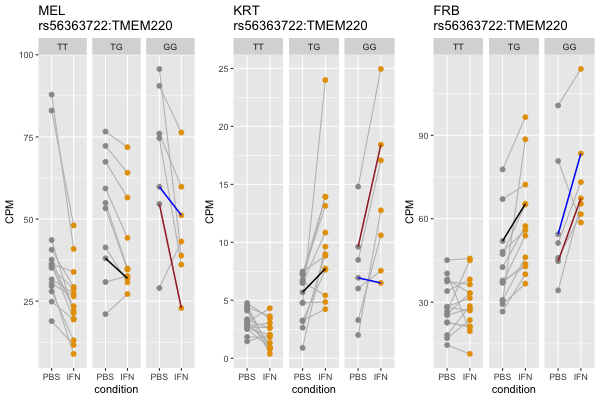 MEL
rs56363722:TMEM220
TT TG GG
CPM
100
75
50
25
PBS IFN PBS IFN PBS IFN
condition
KRT
rs56363722:TMEM220
TT TG GG
CPM
25
20
15
10
5
0
PBS IFN PBS IFN PBS IFN
condition
FRB
rs56363722:TMEM220
TT TG GG
CPM
90
60
30
PBS IFN PBS IFN PBS IFN
condition